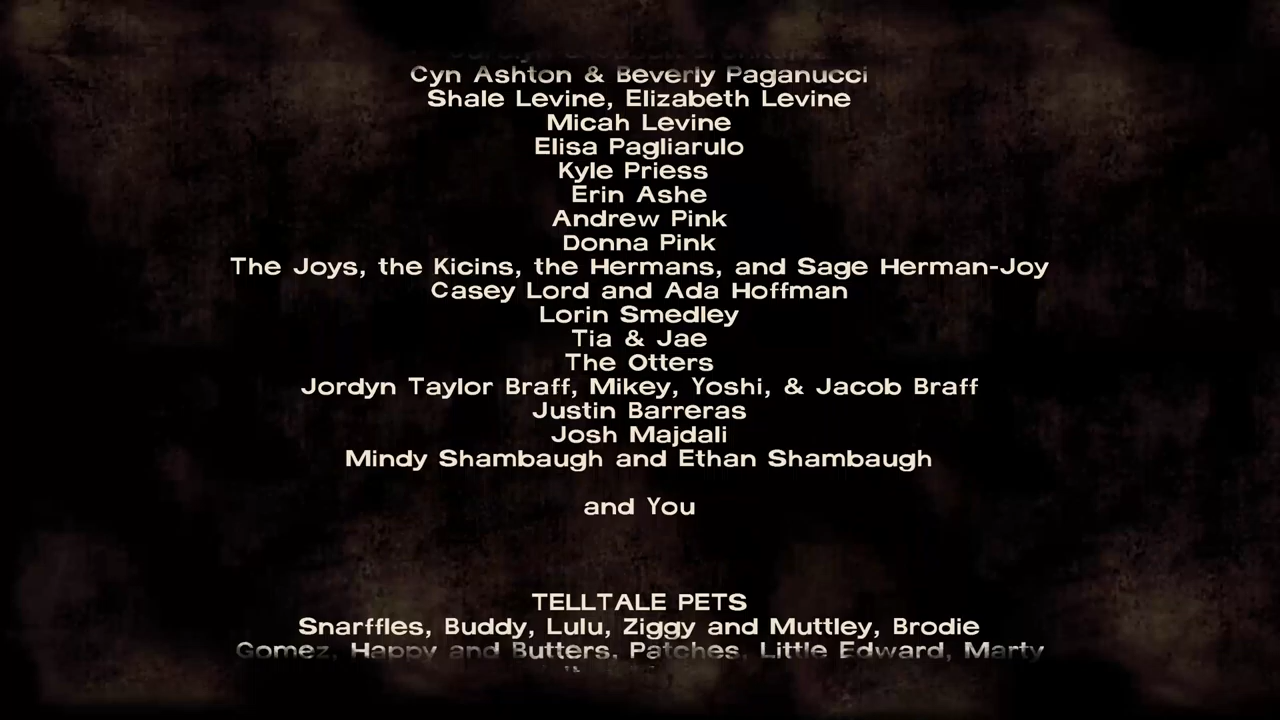 Cyn Ashton & Beverly Paganucci
Shale Levine, Elizabeth Levine
Micah Levine
Elisa Pagliarulo
Kyle Priess
Erin Ashe
Andrew Pink
Donna Pink
The Joys, the Kicins, the Hermans, and Sage Herman-Joy
Casey Lord and Ada Hoffman
Lorin Smedley
Tia & Jae
The Otters
Jordyn Taylor Braff, Mikey, Yoshi, & Jacob Braff
Justin Barreras
Josh Majdali
Mindy Shambaugh and Ethan Shambaugh
and You
TELLTALE PETS
Snarffles, Buddy, Lulu, Ziggy and Muttley, Brodie
Gomez, Happy and Butters, Patches, Little Edward, Marty